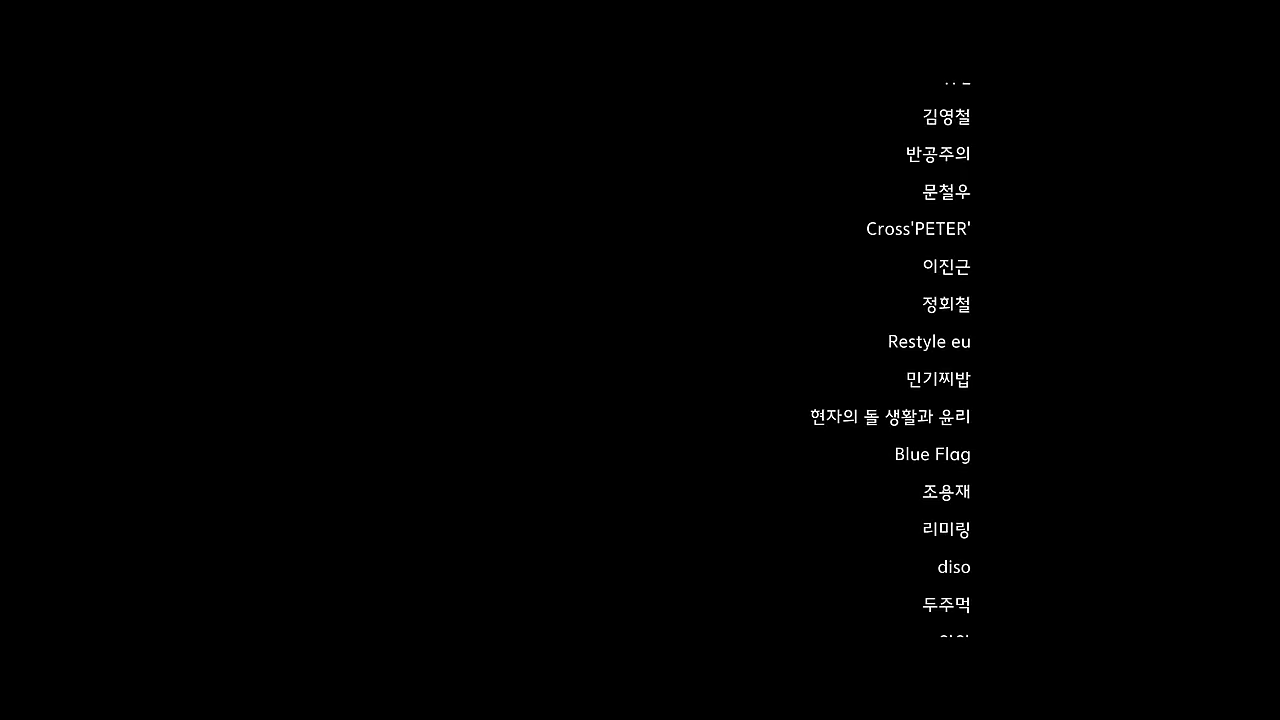 김영철
반공주의
문철우
Cross'PETER'
이진근
정회철
Restyle eu
민기찌밥
현자의 돌 생활과 윤리
Blue Flag
조용재
리미링
diso
두주먹